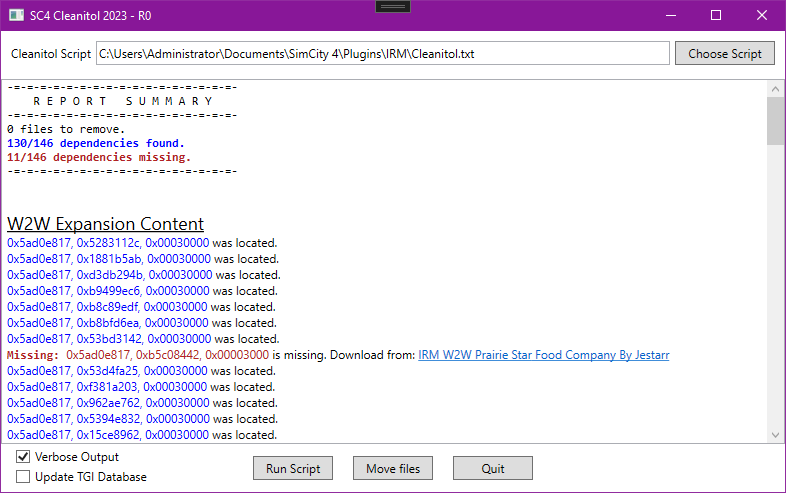 SC4 Cleanitol 2023 - R0
Cleanitol Script C:\Users\Administrator\Documents\SimCity 4\Plugins\IRM\Cleanitol.txt Choose Script
-=-=-=-=-=-=-=-=-=-=-=-=-=-=-=-=-=-
R E P O R T   S U M M A R Y
-=-=-=-=-=-=-=-=-=-=-=-=-=-=-=-=-=-
0 files to remove.
130/146 dependencies found.
11/146 dependencies missing.
-=-=-=-=-=-=-=-=-=-=-=-=-=-=-=-=-=-
W2W Expansion Content
0x5ad0e817, 0x5283112c, 0x00030000 was located.
0x5ad0e817, 0x1881b5ab, 0x00030000 was located.
0x5ad0e817, 0xd3db294b, 0x00030000 was located.
0x5ad0e817, 0xb9499ec6, 0x00030000 was located.
0x5ad0e817, 0xb8c89edf, 0x00030000 was located.
0x5ad0e817, 0xb8bfd6ea, 0x00030000 was located.
0x5ad0e817, 0x53bd3142, 0x00030000 was located.
Missing: 0x5ad0e817, 0xb5c08442, 0x00003000 is missing. Download from: IRM W2W Prairie Star Food Company By Jestarr
0x5ad0e817, 0x53d4fa25, 0x00030000 was located.
0x5ad0e817, 0xf381a203, 0x00030000 was located.
0x5ad0e817, 0x962ae762, 0x00030000 was located.
0x5ad0e817, 0x5394e832, 0x00030000 was located.
0x5ad0e817, 0x15ce8962, 0x00030000 was located.
Verbose Output
Update TGI Database
Run Script Move files Quit